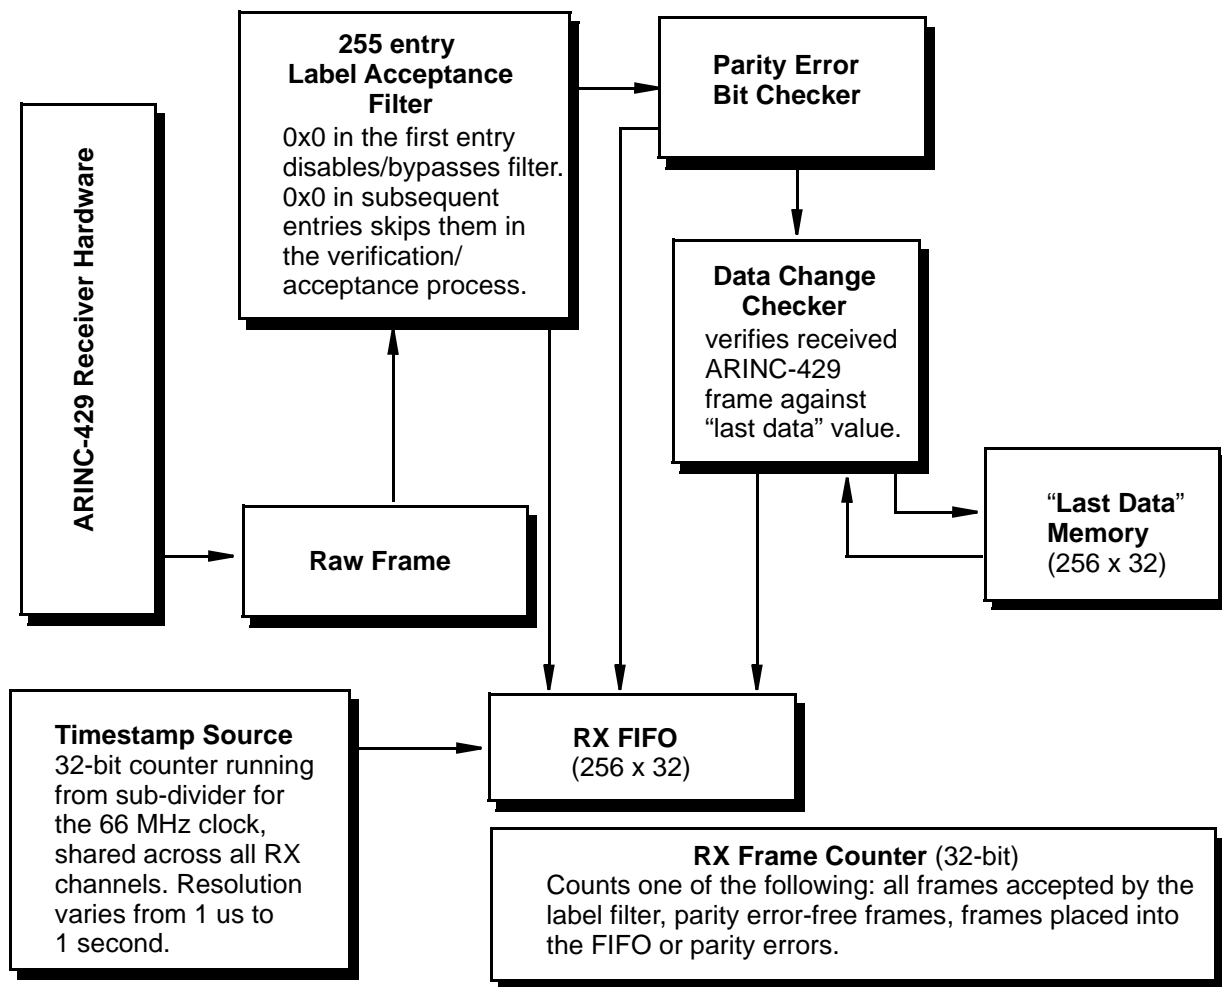 255 entry
Label Acceptance
Filter
0x0 in the first entry
disables/bypasses filter.
0x0 in subsequent
entries skips them in
the verification/
acceptance process.
Parity Error
Bit Checker
ARINC-429 Receiver Hardware
Data Change
Checker
verifies received
ARINC-429
frame against
“last data” value.
“Last Data”
Memory
(256 x 32)
Raw Frame
Timestamp Source
32-bit counter running
from sub-divider for
the 66 MHz clock,
shared across all RX
channels. Resolution
varies from 1 us to
1 second.
RX FIFO
(256 x 32)
RX Frame Counter (32-bit)
Counts one of the following: all frames accepted by the
label filter, parity error-free frames, frames placed into
the FIFO or parity errors.